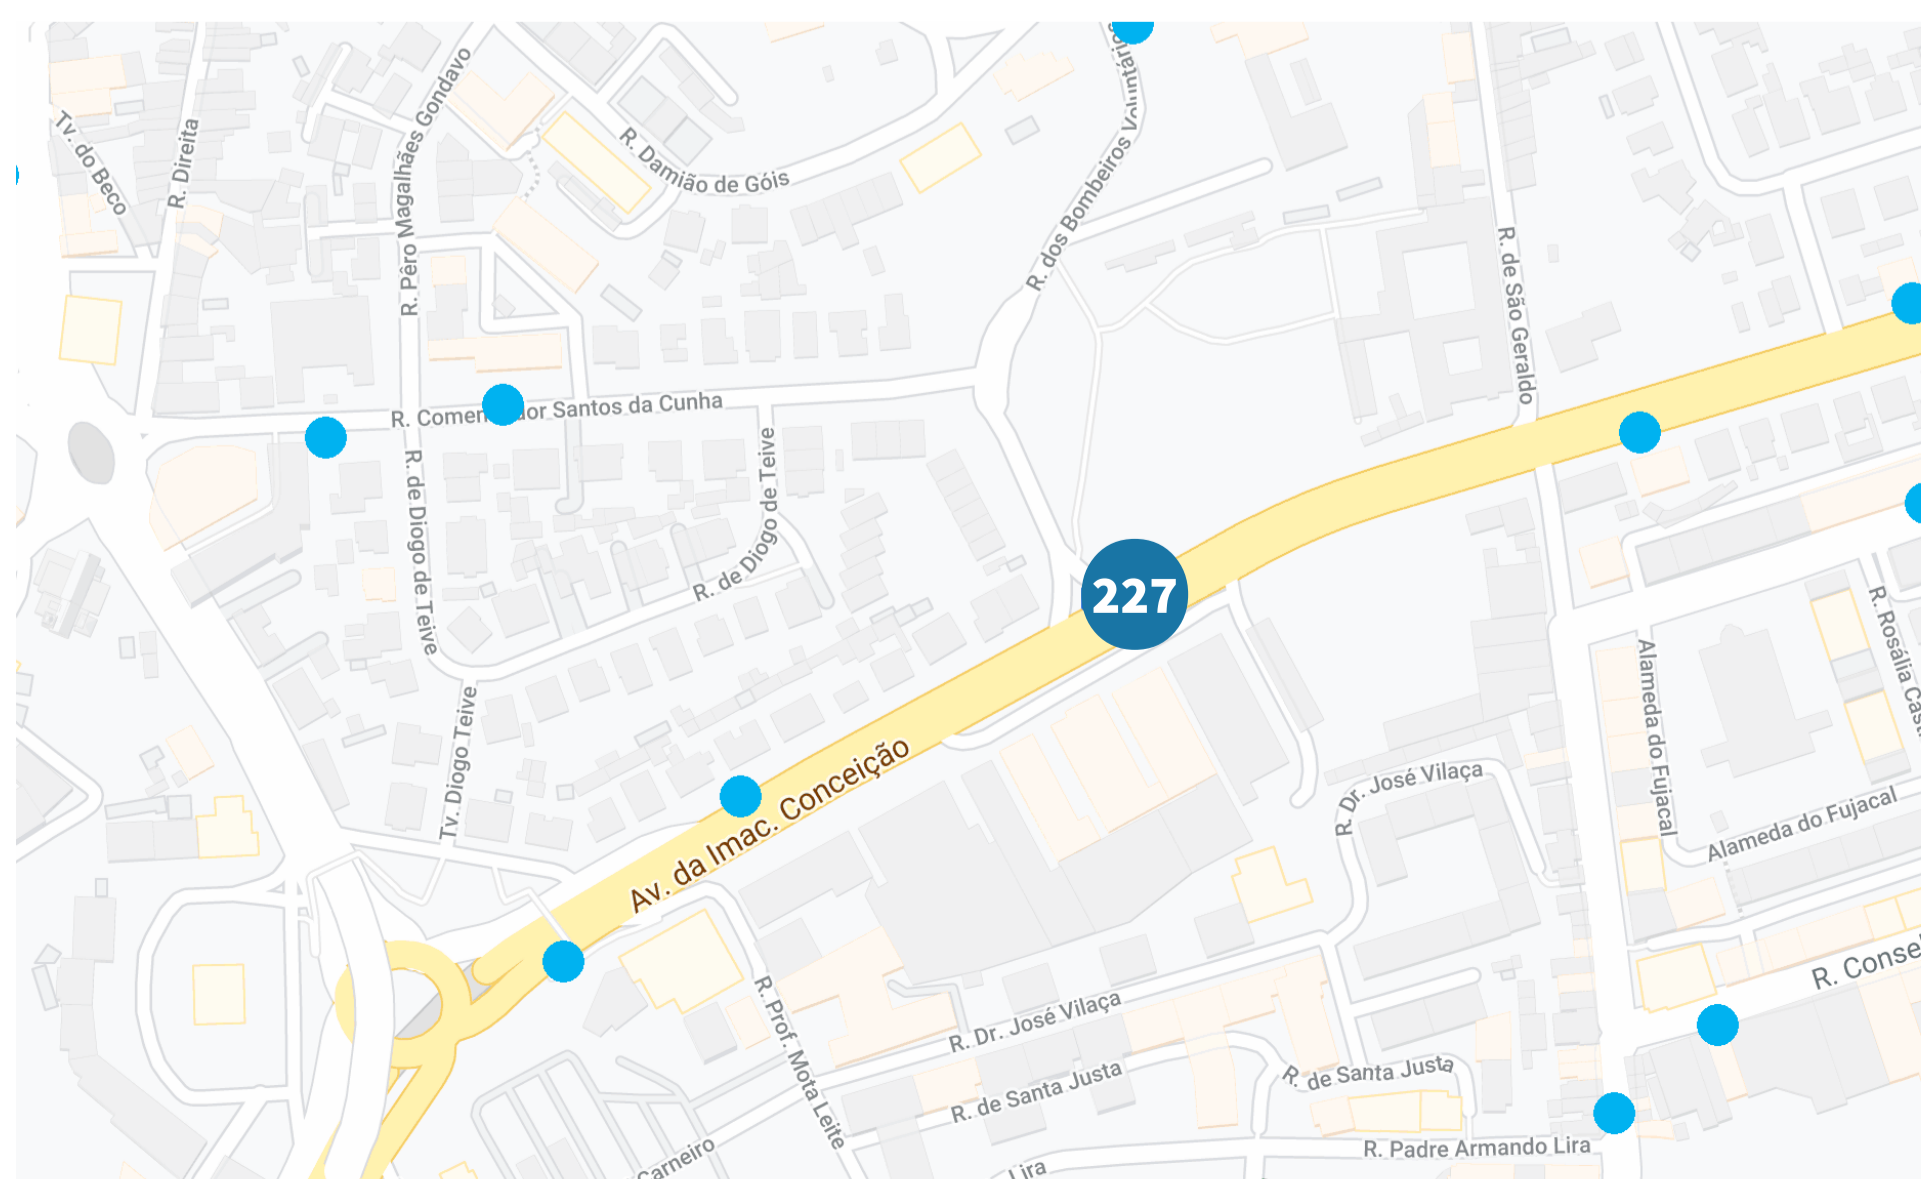 Tv. do Beco
R. Direita
R. Pêro Magalhães Gondavo
R. Damião de Góis
R. dos Bombeiros Voluntários
R. de São Geraldo
R. Comendador Santos da Cunha
R. de Diogo de Teive
R. de Diogo de Teive
Tv. Diogo Teive
227
Av. da Imac. Conceição
R. Rosália Cast
Alameda do Fujacal
Alameda do Fujacal
R. Dr. José Vilaça
R. Prof. Mota Leite
R. Dr. José Vilaça
R. Conse
R. de Santa Justa
R. de Santa Justa
Carneiro
Lira
R. Padre Armando Lira